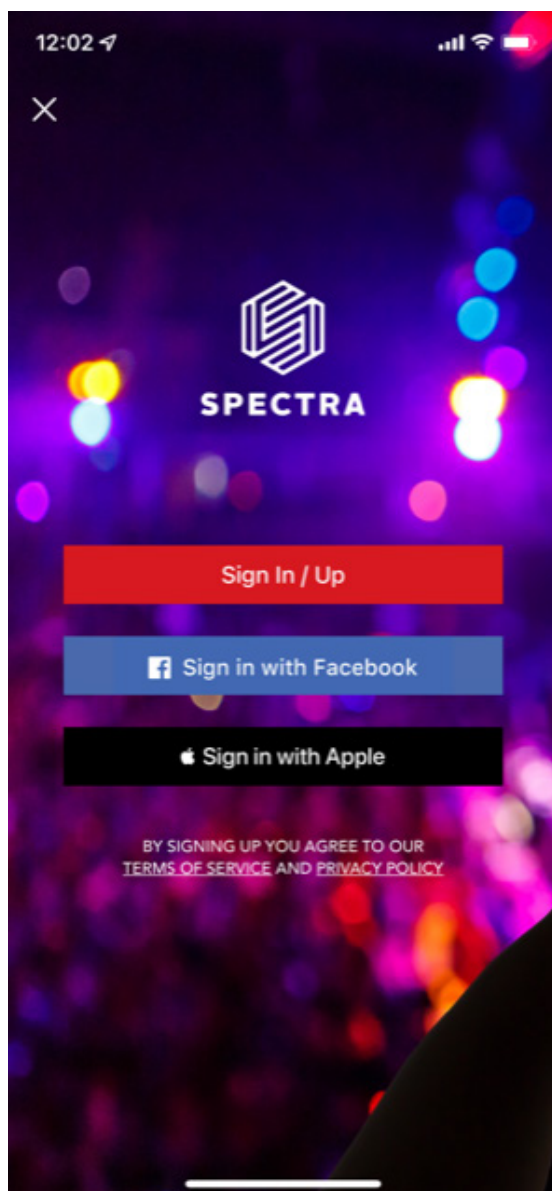 12:02
SPECTRA
Sign In / Up
Sign in with Facebook
Sign in with Apple
BY SIGNING UP YOU AGREE TO OUR
TERMS OF SERVICE AND PRIVACY POLICY